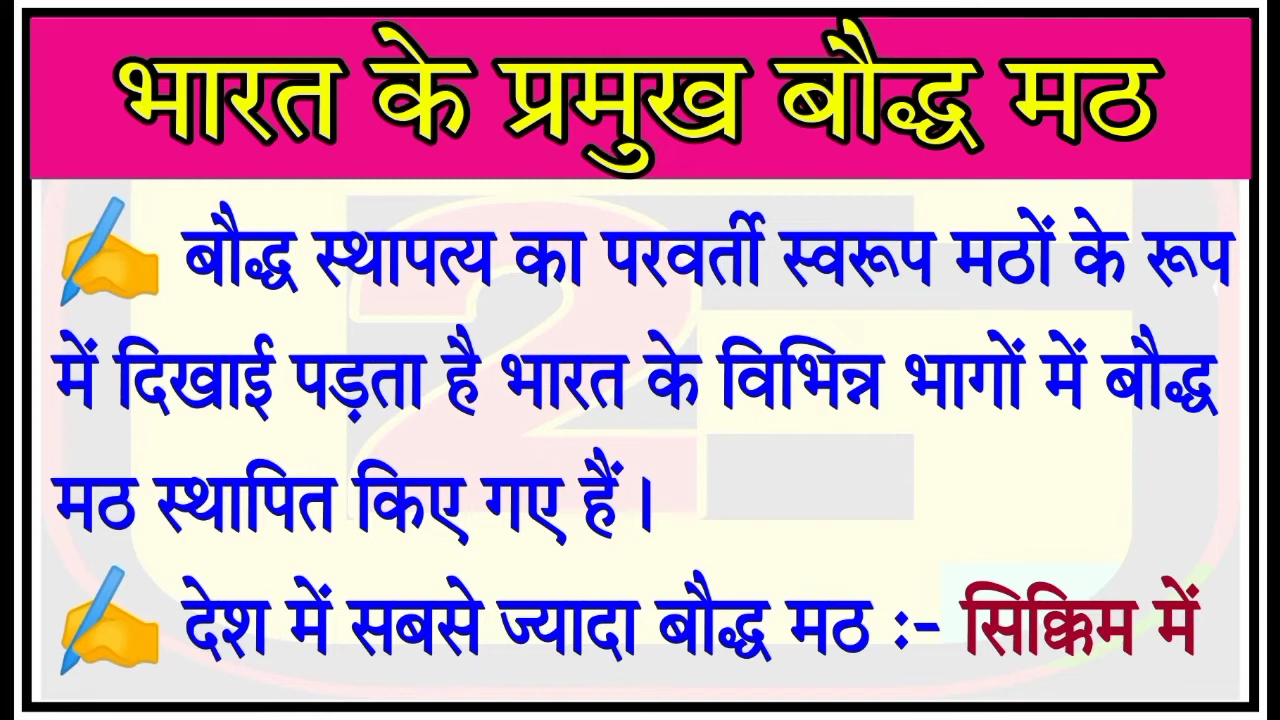 भारत के प्रमुख बौद्ध मठ
✍️ बौद्ध स्थापत्य का परवर्ती स्वरूप मठों के रूप
में दिखाई पड़ता है भारत के विभिन्न भागों में बौद्ध
मठ स्थापित किए गए हैं।
✍️ देश में सबसे ज्यादा बौद्ध मठ :- सिक्किम में